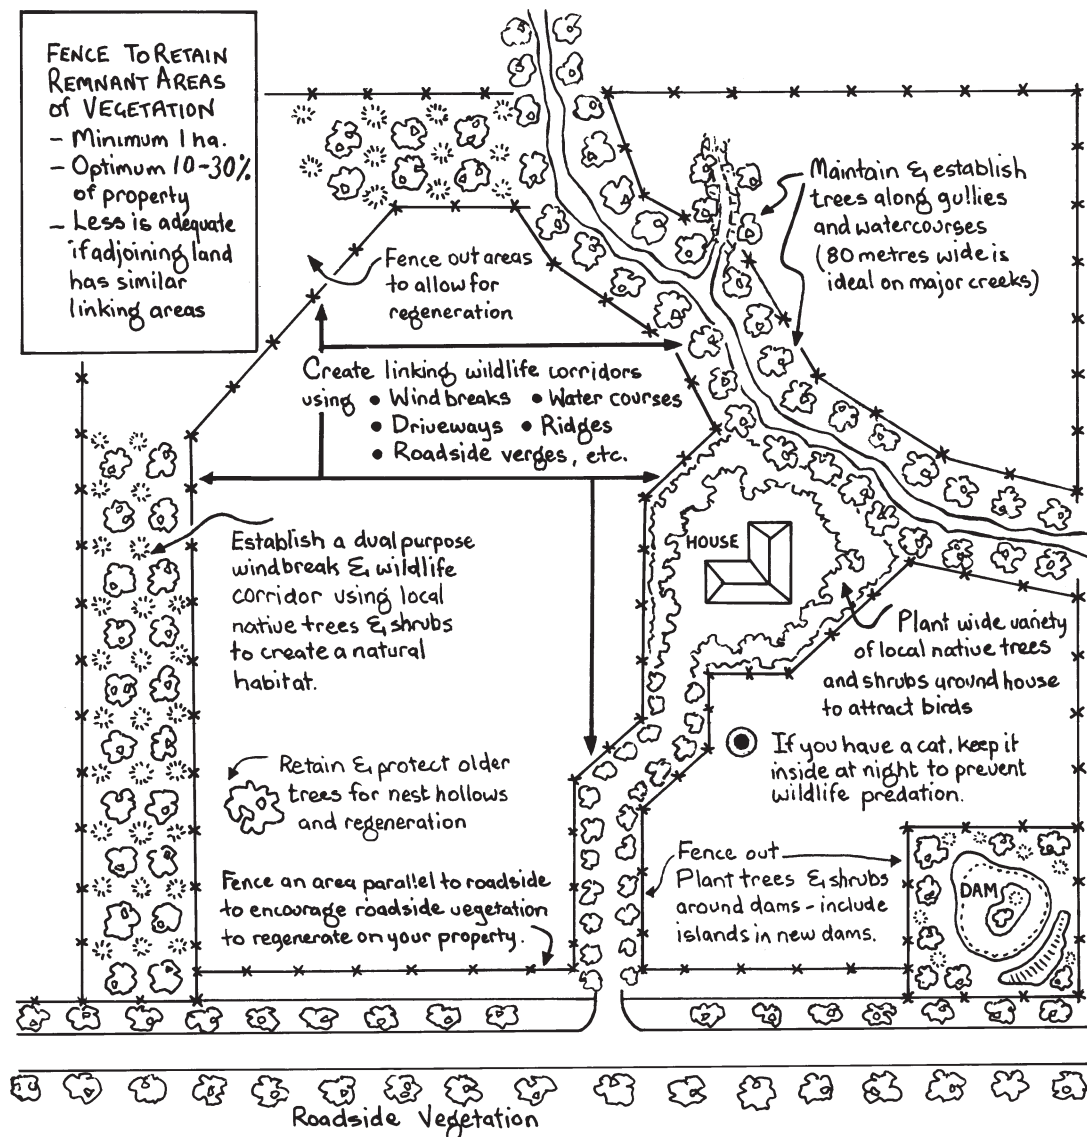 FENCE TO RETAIN
REMNANT AREAS
of VEGETATION
- Minimum 1 ha.
- Optimum 10-30%
of property
- Less is adequate
if adjoining land
has similar
linking areas
Maintain & establish
trees along gullies
and watercourses
(80 metres wide is
ideal on major creeks)
Fence out areas
to allow for
regeneration
Create linking wildlife corridors
using • Windbreaks • Water courses
• Driveways • Ridges
• Roadside verges, etc.
HOUSE
Establish a dual purpose
windbreak & wildlife
corridor using local
native trees & shrubs
to create a natural
habitat.
Plant wide variety
of local native trees
and shrubs around house
to attract birds
If you have a cat, keep it
inside at night to prevent
wildlife predation.
Retain & protect older
trees for nest hollows
and regeneration
Fence out
Plant trees & shrubs
around dams - include
islands in new dams.
DAM
Fence an area parallel to roadside
to encourage roadside vegetation
to regenerate on your property.
Roadside Vegetation